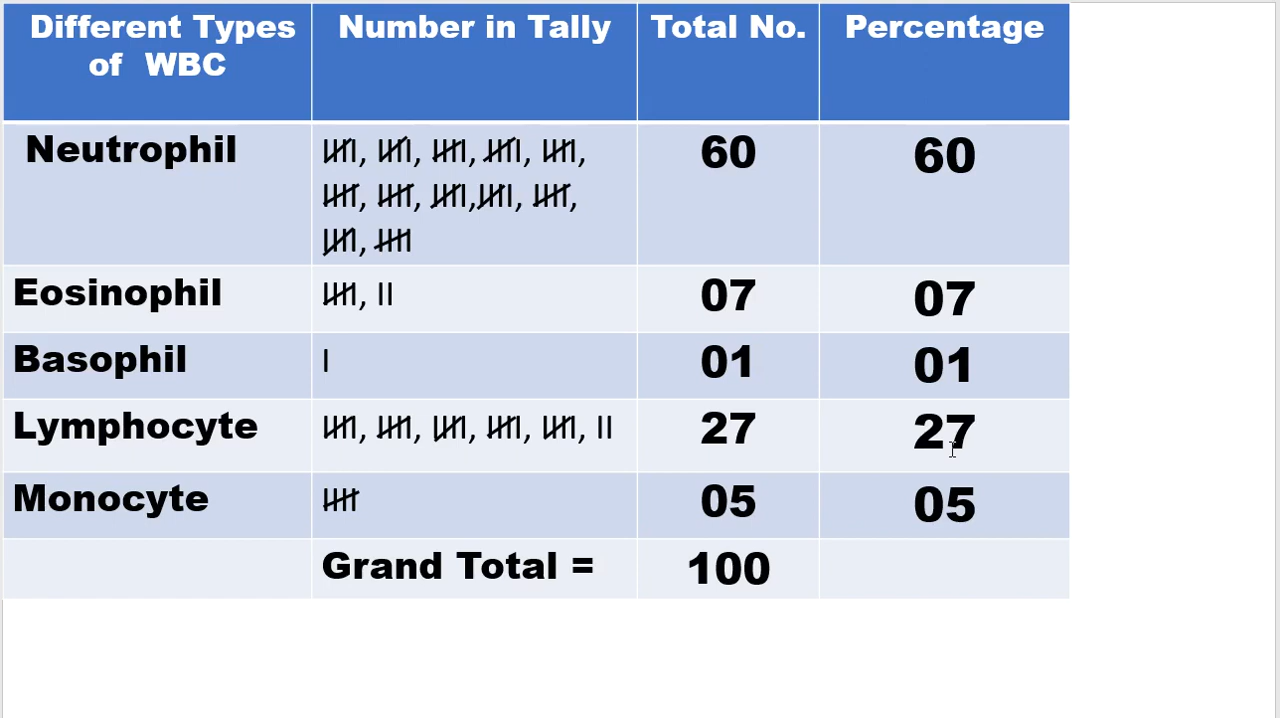 Different Types
of WBC
Number in Tally
Total No.
Percentage
Neutrophil
60
60
Eosinophil
07
07
Basophil
I
01
01
Lymphocyte
27
27
Monocyte
05
05
Grand Total =
100